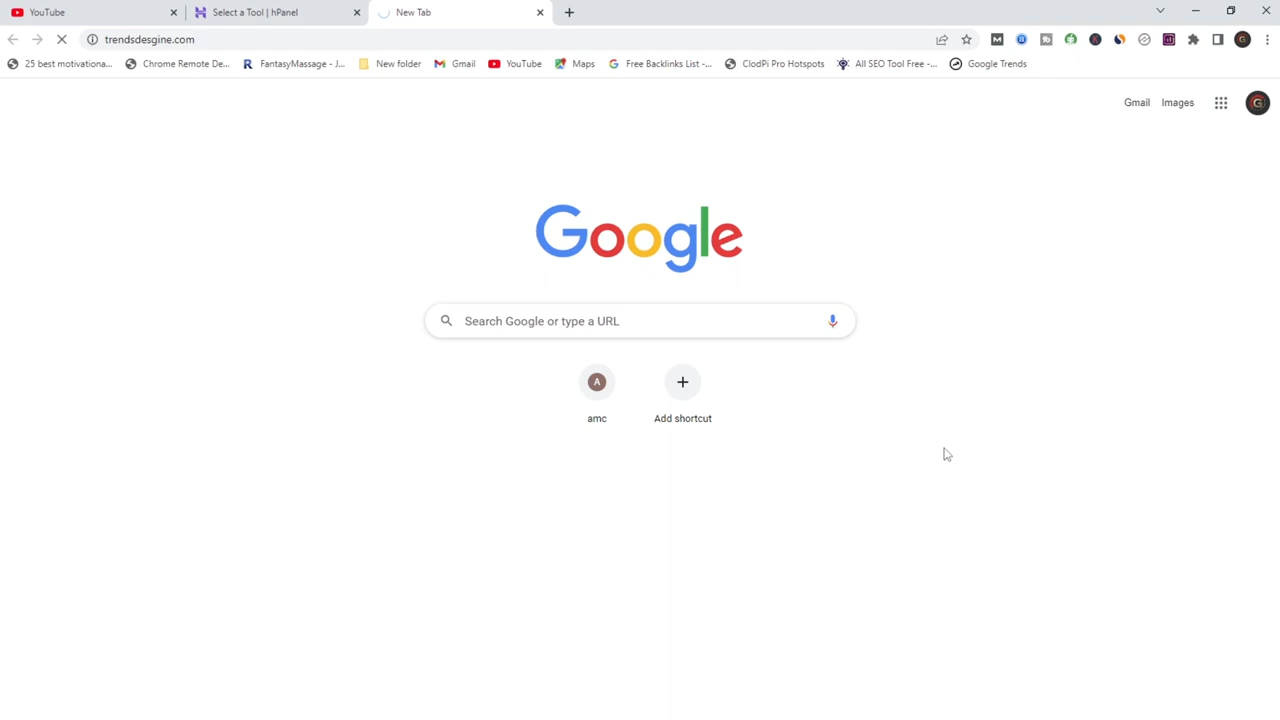 YouTube
Select a Tool | hPanel
New Tab
trendsdesgine.com
25 best motivationa...
Chrome Remote De...
FantasyMassage - J...
New folder
Gmail
YouTube
Maps
Free Backlinks List -...
ClodPi Pro Hotspots
All SEO Tool Free -...
Google Trends
Gmail
Images
Google
Search Google or type a URL
A
amc
Add shortcut